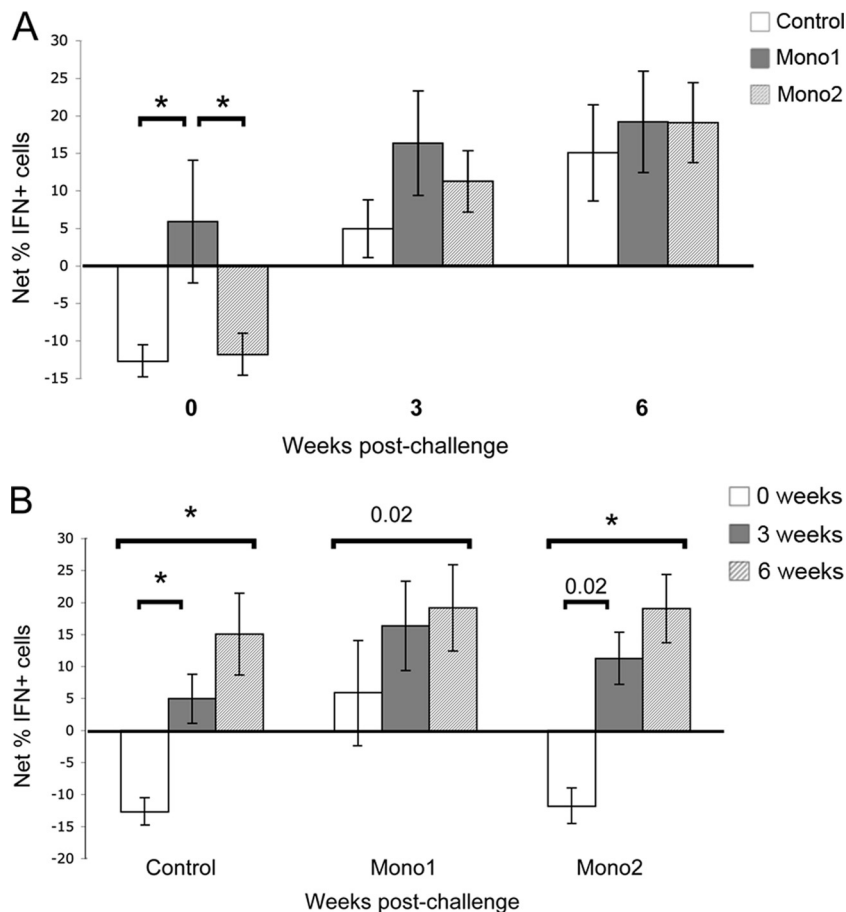 A
Control
Mono1
Mono2
Net % IFN+ cells
30
25
20
15
10
5
0
-5
-10
-15
* *
0 3 6
Weeks post-challenge
B
0 weeks
3 weeks
6 weeks
Net % IFN+ cells
30
25
20
15
10
5
0
-5
-10
-15
-20
* 0.02 *
* 0.02
Control Mono1 Mono2
Weeks post-challenge